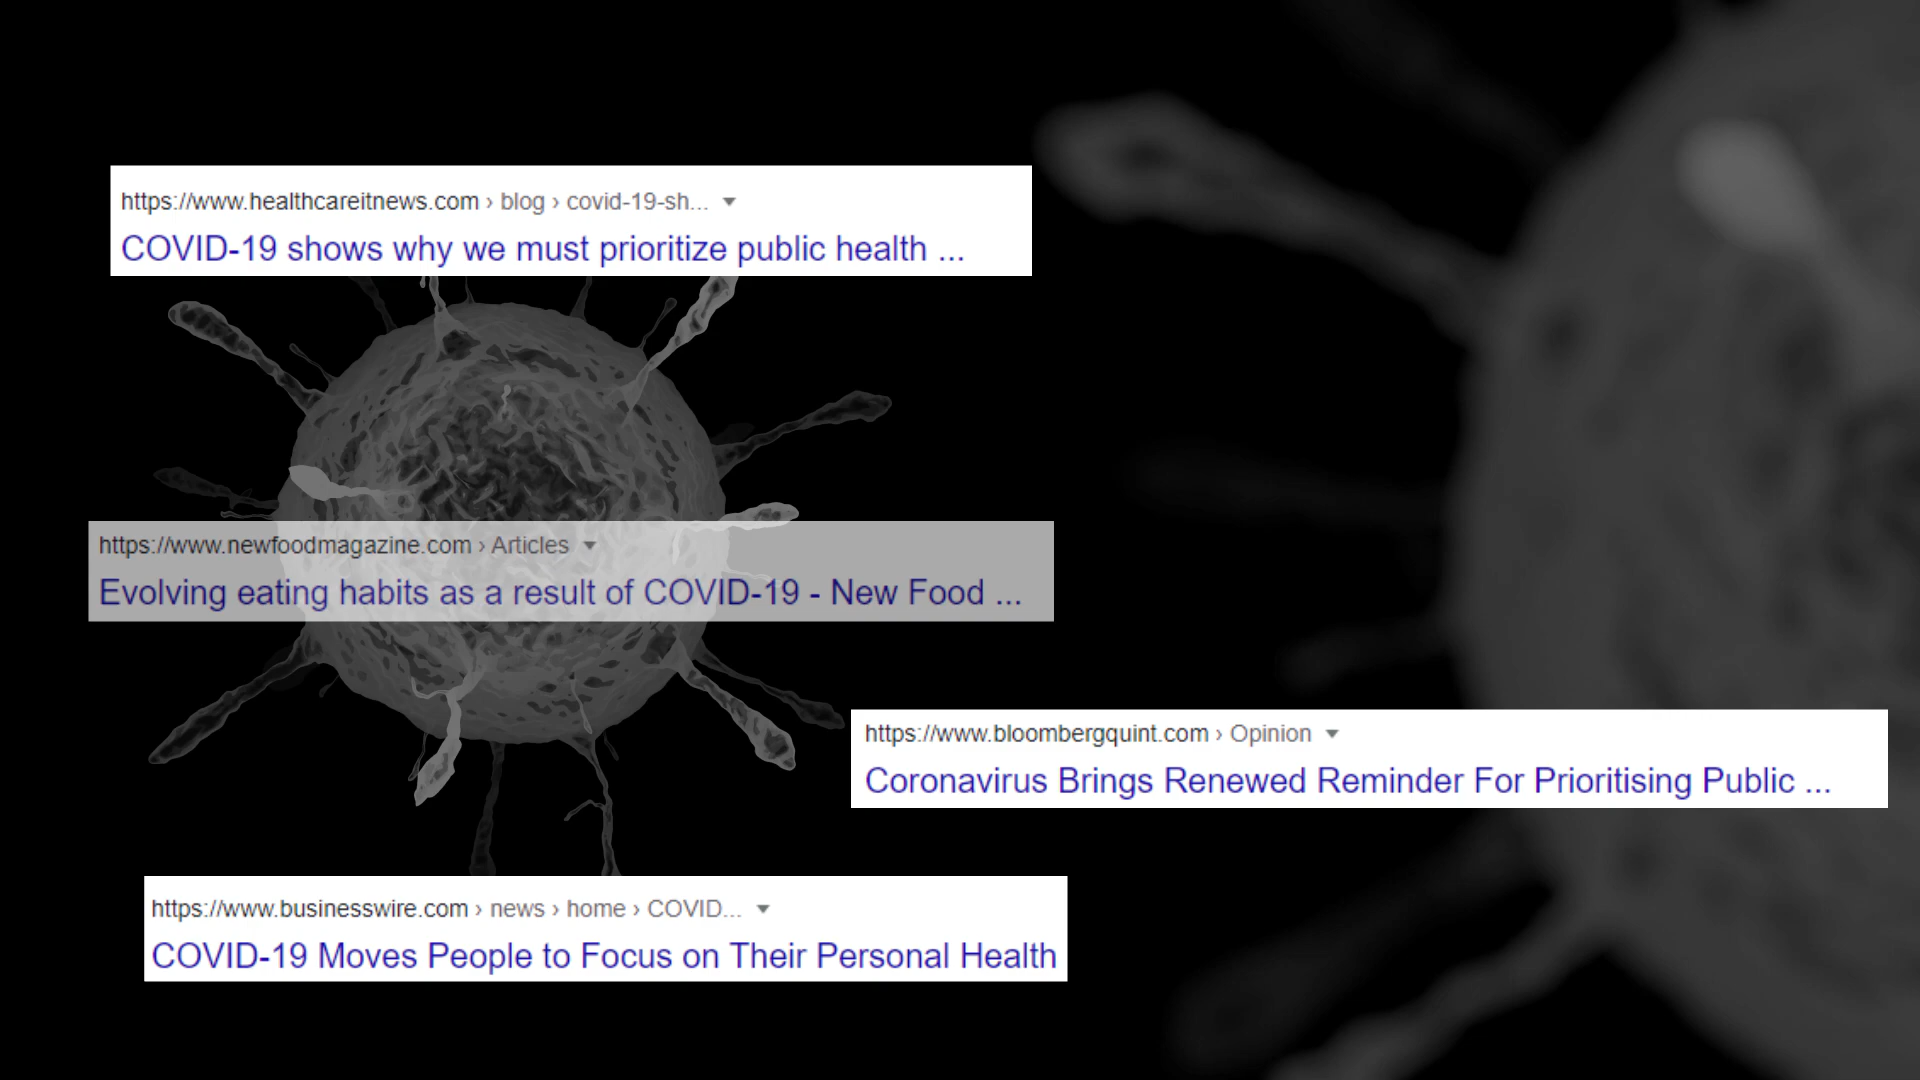 https://www.healthcareitnews.com › blog › covid-19-sh...
COVID-19 shows why we must prioritize public health ...
https://www.newfoodmagazine.com › Articles
Evolving eating habits as a result of COVID-19 - New Food ...
https://www.bloombergquint.com › Opinion
Coronavirus Brings Renewed Reminder For Prioritising Public ...
https://www.businesswire.com › news › home › COVID...
COVID-19 Moves People to Focus on Their Personal Health